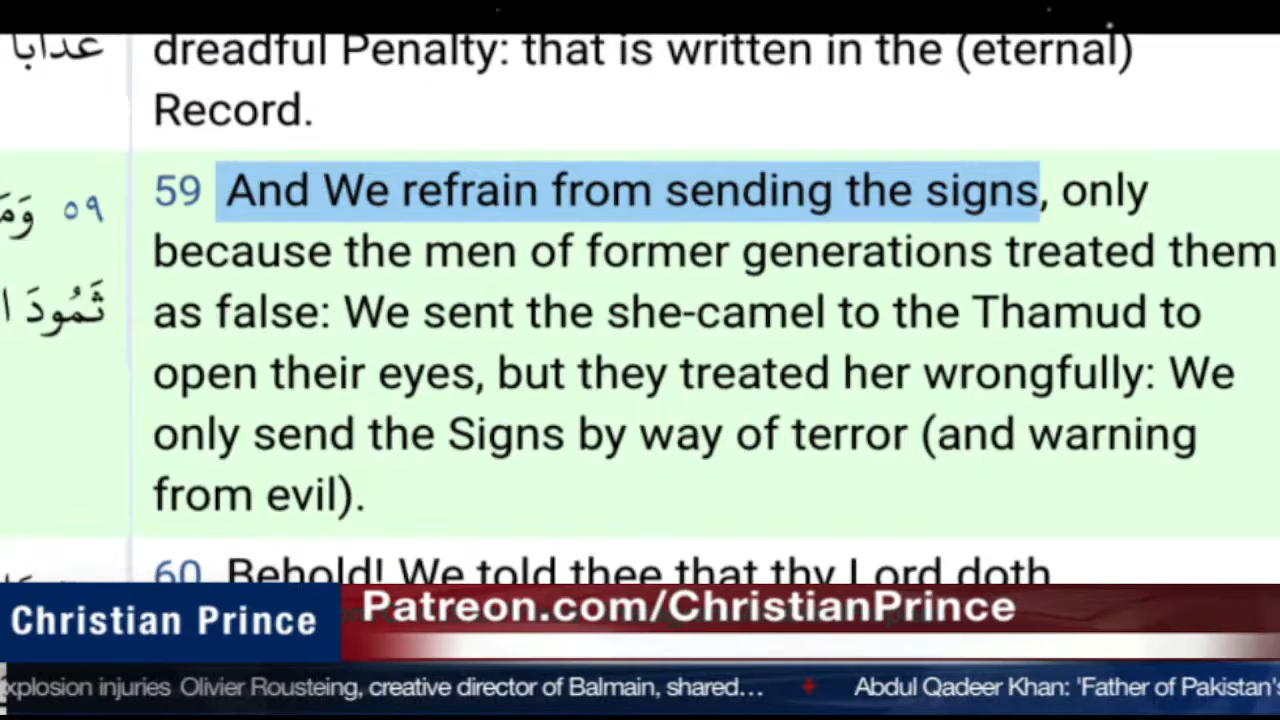 عذابا
dreadful Penalty: that is written in the (eternal)
Record.
٥٩
59 And We refrain from sending the signs, only
because the men of former generations treated them
ثَمُودَ
as false: We sent the she-camel to the Thamud to
open their eyes, but they treated her wrongfully: We
only send the Signs by way of terror (and warning
from evil).
60 Behold! We told thee that thy Lord doth
Christian Prince
Patreon.com/ChristianPrince
xplosion injuries Olivier Rousteing, creative director of Balmain, shared... Abdul Qadeer Khan: 'Father of Pakistan's